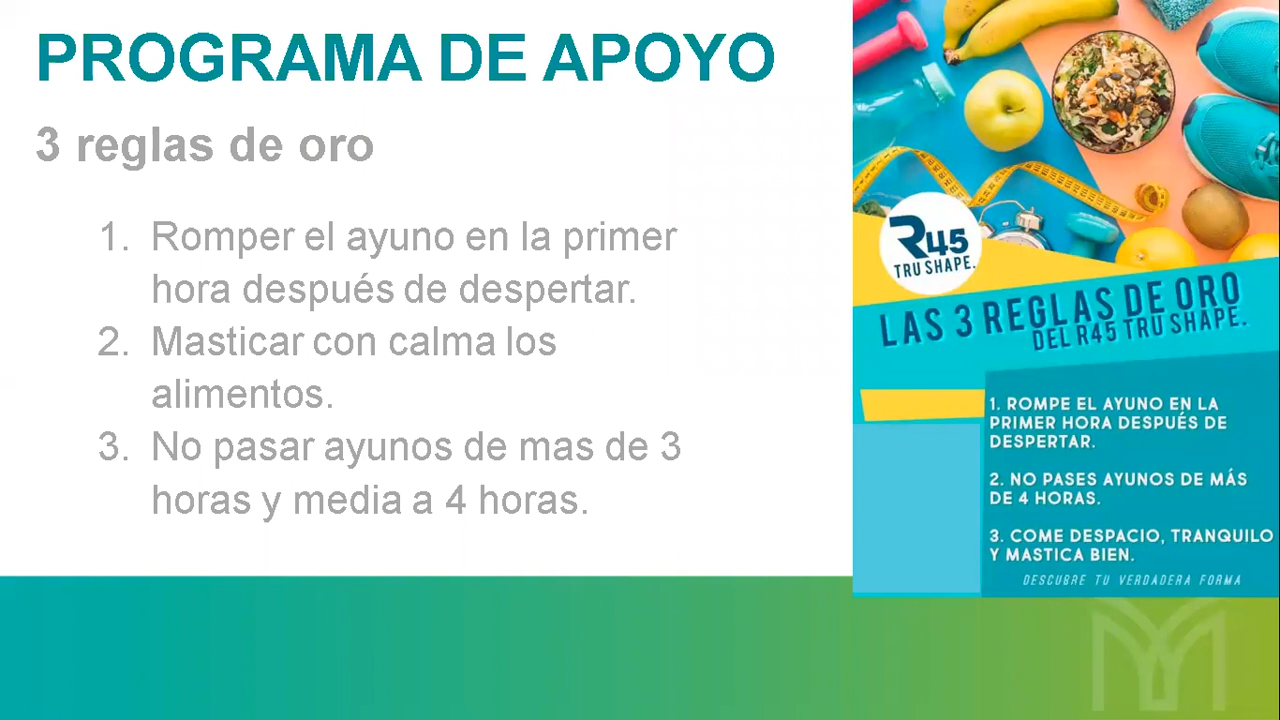 PROGRAMA DE APOYO
3 reglas de oro
1. Romper el ayuno en la primer
hora después de despertar.
2. Masticar con calma los
alimentos.
3. No pasar ayunos de mas de 3
horas y media a 4 horas.
R45
TRU SHAPE.
LAS 3 REGLAS DE ORO
DEL R45 TRU SHAPE.
1. ROMPE EL AYUNO EN LA
PRIMER HORA DESPUÉS DE
DESPERTAR.
2. NO PASES AYUNOS DE MÁS
DE 4 HORAS.
3. COME DESPACIO, TRANQUILO
Y MASTICA BIEN.
DESCUBRE TU VERDADERA FORMA